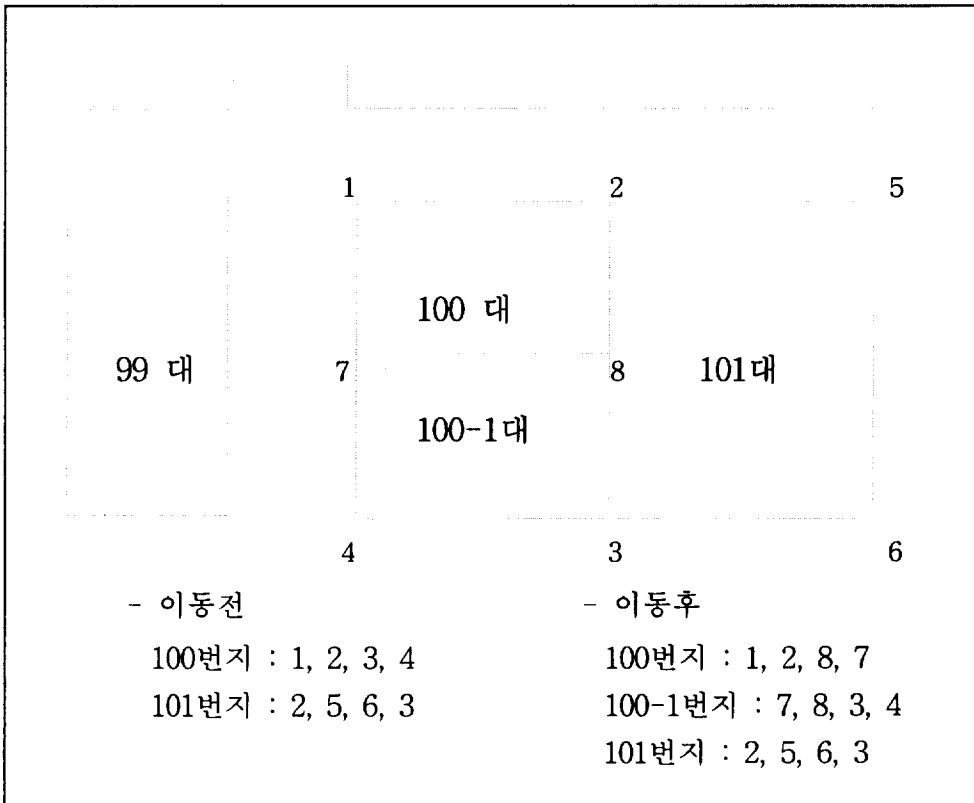 1 2 5
100 대
99 대 7 8 101대
100-1대
4 3 6
- 이동전 - 이동후
100번지 : 1, 2, 3, 4 100번지 : 1, 2, 8, 7
101번지 : 2, 5, 6, 3 100-1번지 : 7, 8, 3, 4
101번지 : 2, 5, 6, 3